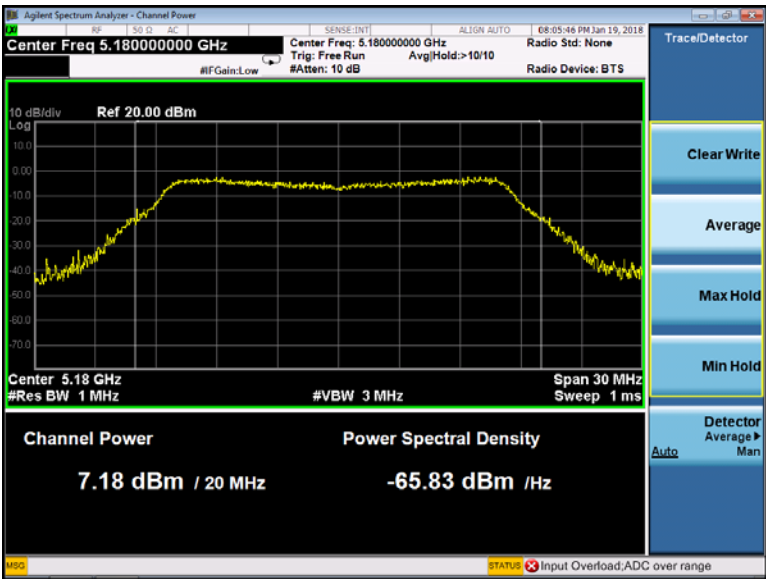 Agilent Spectrum Analyzer - Channel Power
RF 50 Ω AC SENSE:INT ALIGN AUTO 08:05:46 PM Jan 19, 2018
Center Freq 5.180000000 GHz
Center Freq: 5.180000000 GHz
Radio Std: None
Trig: Free Run Avg|Hold:>10/10
#IFGain:Low
#Atten: 10 dB
Radio Device: BTS
Trace/Detector
10 dB/div Ref 20.00 dBm
Log
10.0
0.00
-10.0
-20.0
-30.0
-40.0
-50.0
-60.0
-70.0
Center 5.18 GHz
Span 30 MHz
#Res BW 1 MHz
#VBW 3 MHz
Sweep 1 ms
Channel Power
Power Spectral Density
7.18 dBm / 20 MHz
-65.83 dBm /Hz
Clear Write
Average
Max Hold
Min Hold
Detector
Average
Auto Man
MSG
STATUS Input Overload;ADC over range